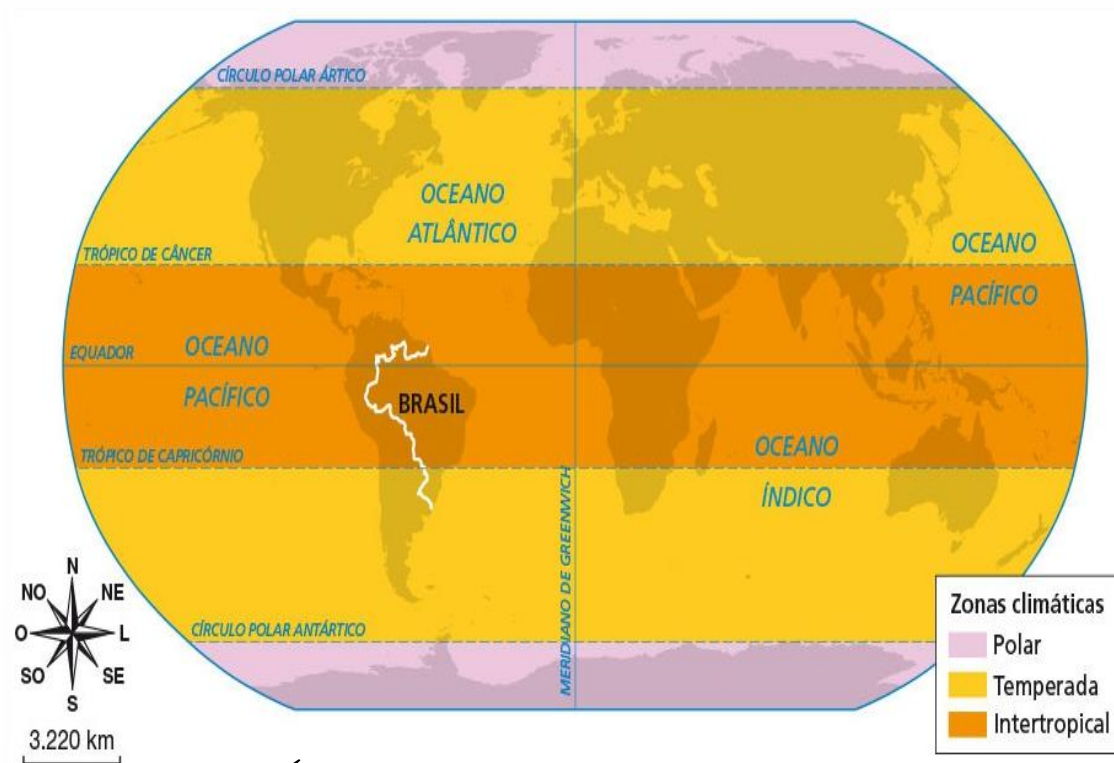 CÍRCULO POLAR ÁRTICO
OCEANO
ATLÂNTICO
TRÓPICO DE CÂNCER
OCEANO
PACÍFICO
EQUADOR
OCEANO
PACÍFICO
BRASIL
TRÓPICO DE CAPRICÓRNIO
OCEANO
ÍNDICO
MERIDIANO DE GREENWICH
CÍRCULO POLAR ANTÁRTICO
N
NO
NE
O
L
SO
SE
S
3.220 km
Zonas climáticas
Polar
Temperada
Intertropical